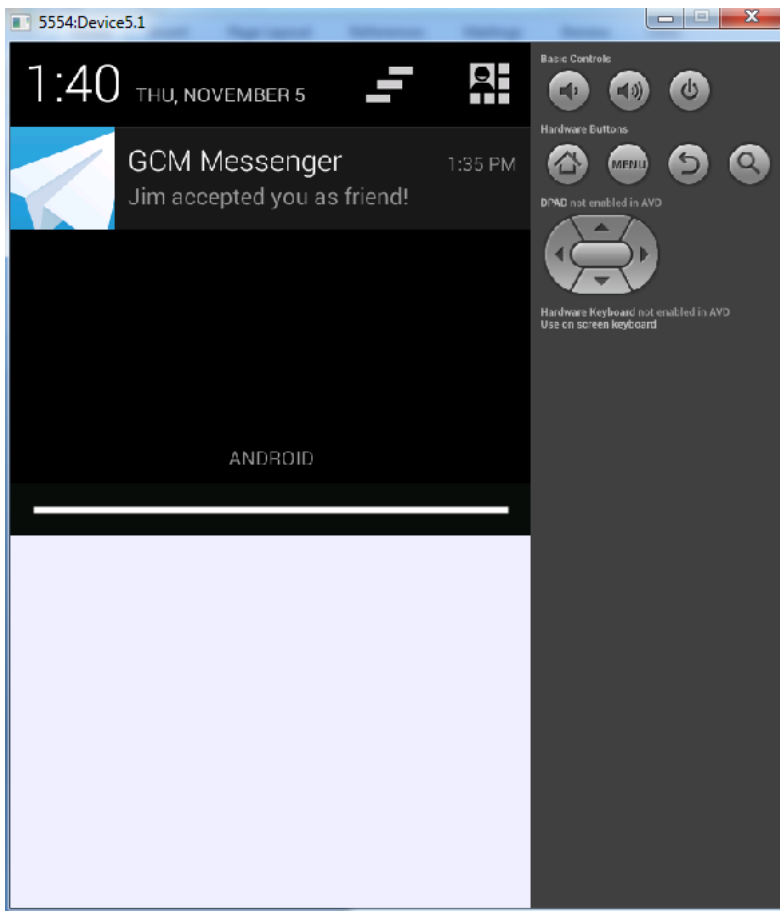 5554:Device5.1
1:40 THU, NOVEMBER 5
GCM Messenger 1:35 PM
Jim accepted you as friend!
ANDROID
Basic Controls
Hardware Buttons
MENU
DPAD not enabled in AVD
Hardware Keyboard not enabled in AVD
Use on screen keyboard